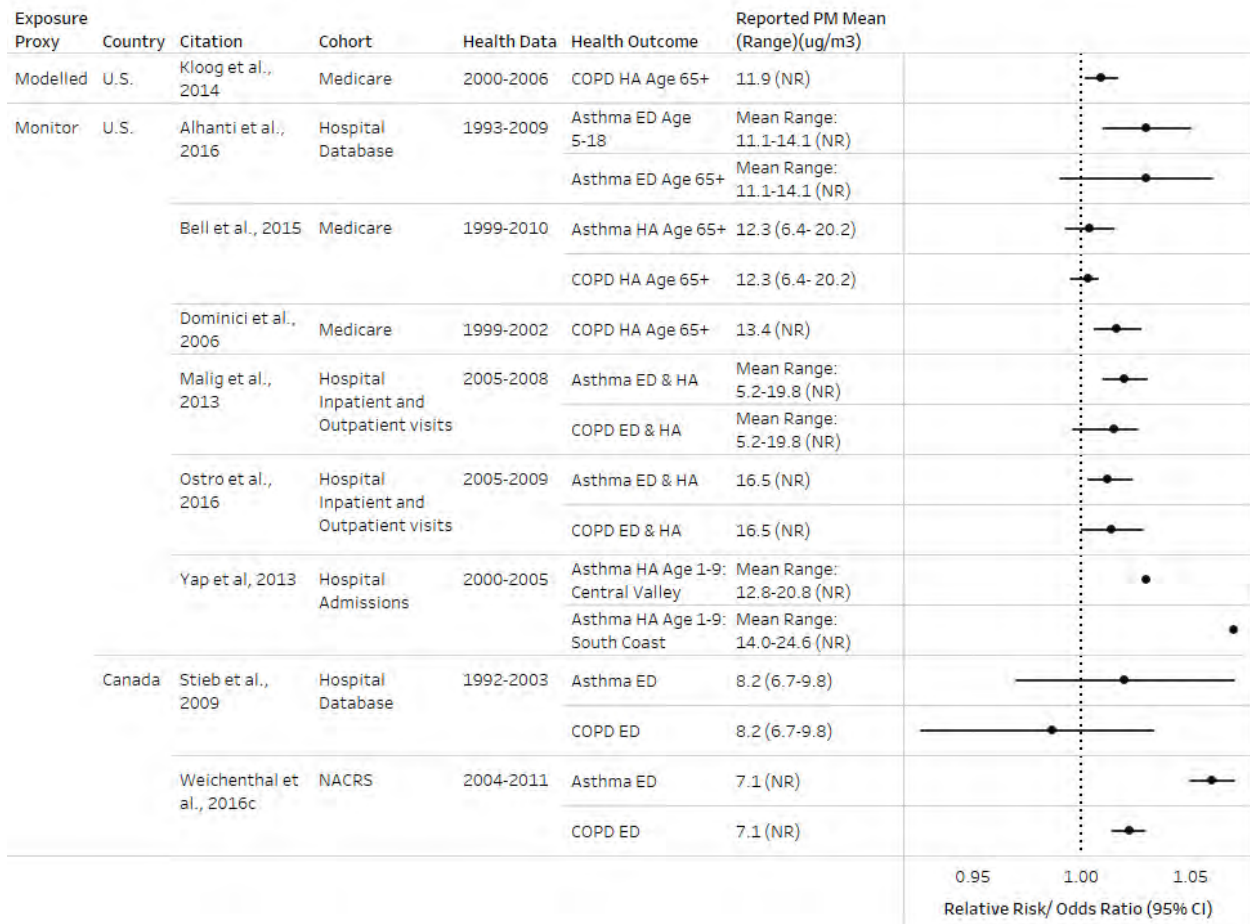 Exposure Proxy Country Citation Cohort Health Data Health Outcome Reported PM Mean (Range)(ug/m3)
Modelled U.S. Kloog et al., 2014 Medicare 2000-2006 COPD HA Age 65+ 11.9 (NR)
Monitor U.S. Alhanti et al., 2016 Hospital Database 1993-2009 Asthma ED Age 5-18 Mean Range: 11.1-14.1 (NR)
Asthma ED Age 65+ Mean Range: 11.1-14.1 (NR)
Bell et al., 2015 Medicare 1999-2010 Asthma HA Age 65+ 12.3 (6.4- 20.2)
COPD HA Age 65+ 12.3 (6.4- 20.2)
Dominici et al., 2006 Medicare 1999-2002 COPD HA Age 65+ 13.4 (NR)
Malig et al., 2013 Hospital Inpatient and Outpatient visits 2005-2008 Asthma ED & HA Mean Range: 5.2-19.8 (NR)
COPD ED & HA Mean Range: 5.2-19.8 (NR)
Ostro et al., 2016 Hospital Inpatient and Outpatient visits 2005-2009 Asthma ED & HA 16.5 (NR)
COPD ED & HA 16.5 (NR)
Yap et al, 2013 Hospital Admissions 2000-2005 Asthma HA Age 1-9: Central Valley Mean Range: 12.8-20.8 (NR)
Asthma HA Age 1-9: South Coast Mean Range: 14.0-24.6 (NR)
Canada Stieb et al., 2009 Hospital Database 1992-2003 Asthma ED 8.2 (6.7-9.8)
COPD ED 8.2 (6.7-9.8)
Weichenthal et al., 2016c NACRS 2004-2011 Asthma ED 7.1 (NR)
COPD ED 7.1 (NR)
0.95 1.00 1.05
Relative Risk/ Odds Ratio (95% CI)